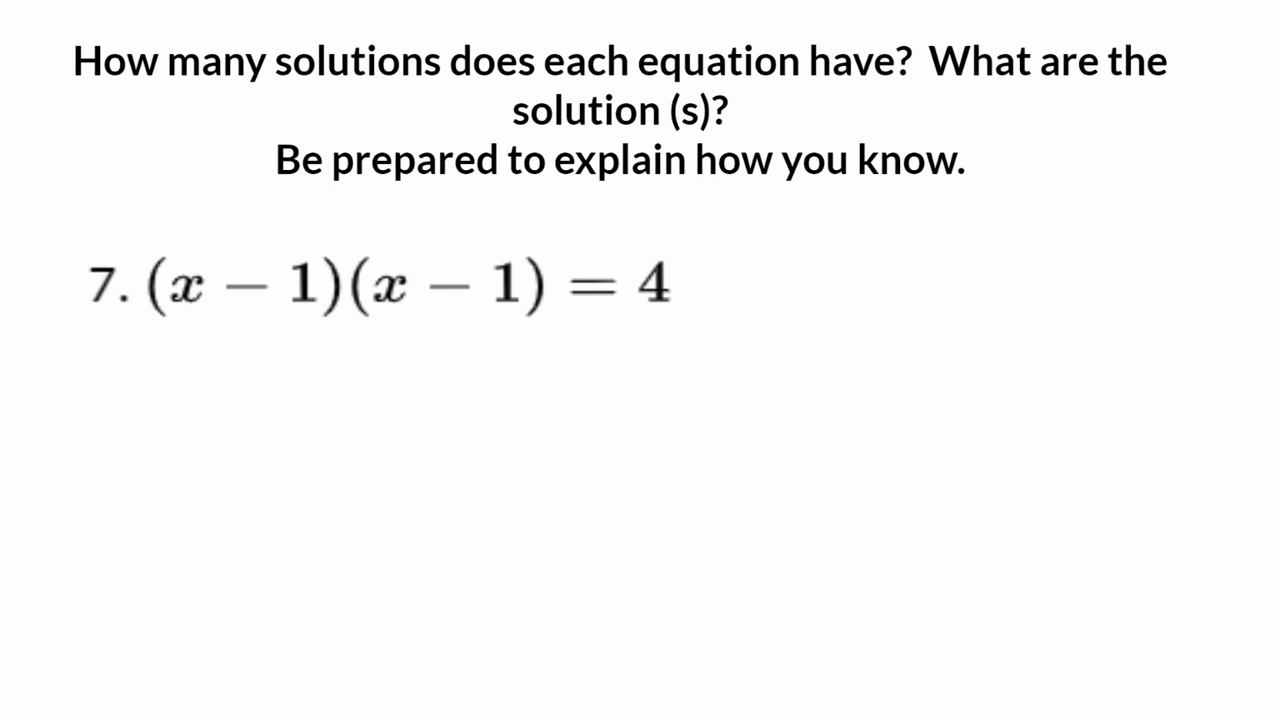 How many solutions does each equation have?  What are the
solution (s)?
Be prepared to explain how you know.
7. (x − 1)(x − 1) = 4